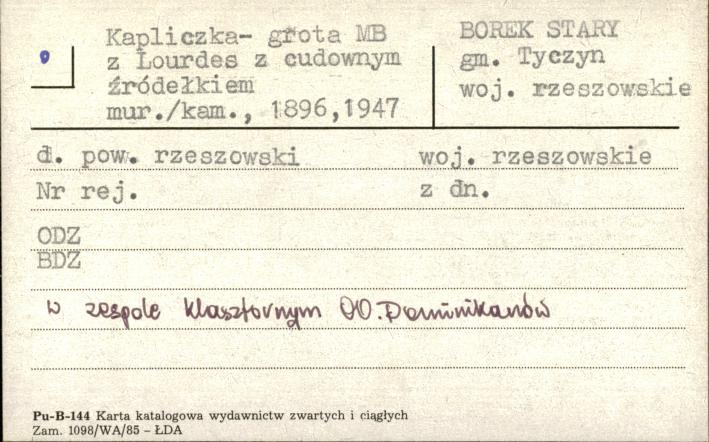 Kapliczka- grota MB
z Lourdes z cudownym
źródełkiem
mur./kam., 1896,1947
BOREK STARY
gm. Tyczyn
woj. rzeszowskie
d. pow. rzeszowski woj. rzeszowskie
Nr rej. z dn.
ODZ
BDZ
w zespole klasztornym OO.Dominikanów
Pu-B-144 Karta katalogowa wydawnictw zwartych i ciągłych
Zam. 1098/WA/85 – ŁDA